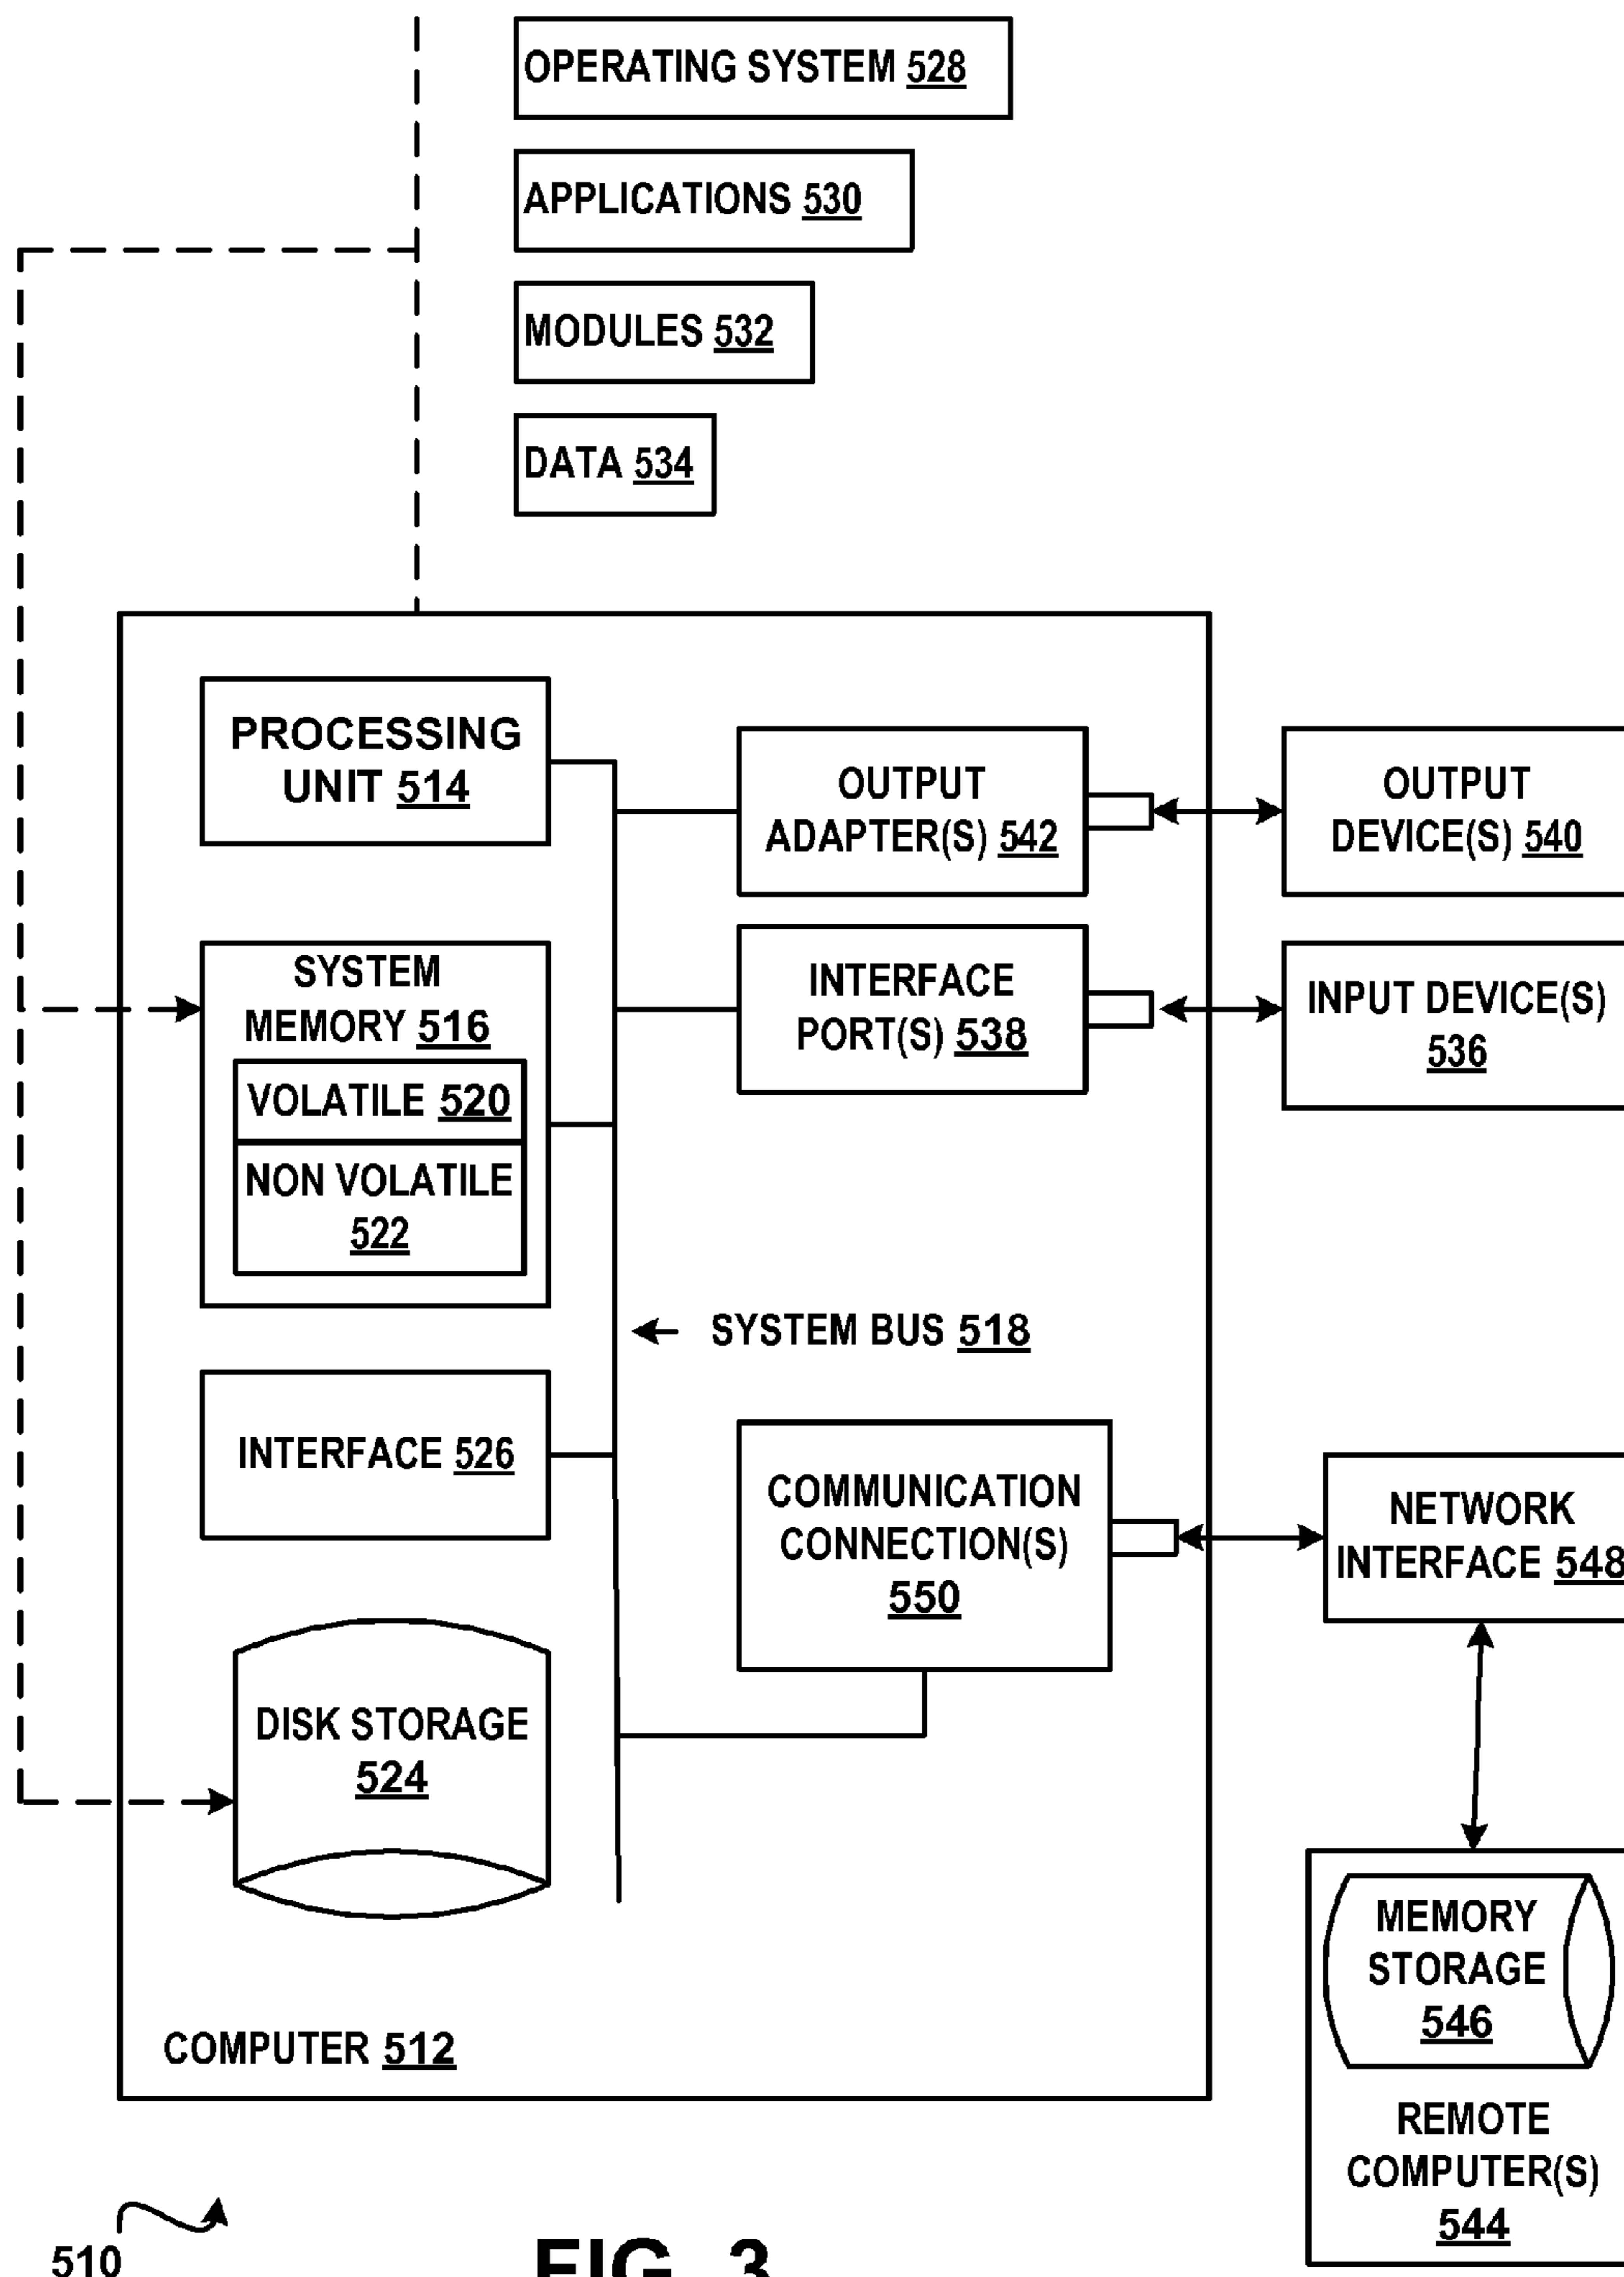 OPERATING SYSTEM 528
APPLICATIONS 530
MODULES 532
DATA 534
PROCESSING
UNIT 514
OUTPUT
ADAPTER(S) 542
OUTPUT
DEVICE(S) 540
SYSTEM
MEMORY 516
VOLATILE 520
NON VOLATILE
522
INTERFACE
PORT(S) 538
INPUT DEVICE(S)
536
SYSTEM BUS 518
INTERFACE 526
COMMUNICATION
CONNECTION(S)
550
NETWORK
INTERFACE 548
DISK STORAGE
524
MEMORY
STORAGE
546
REMOTE
COMPUTER(S)
544
COMPUTER 512
510
FIG. 3